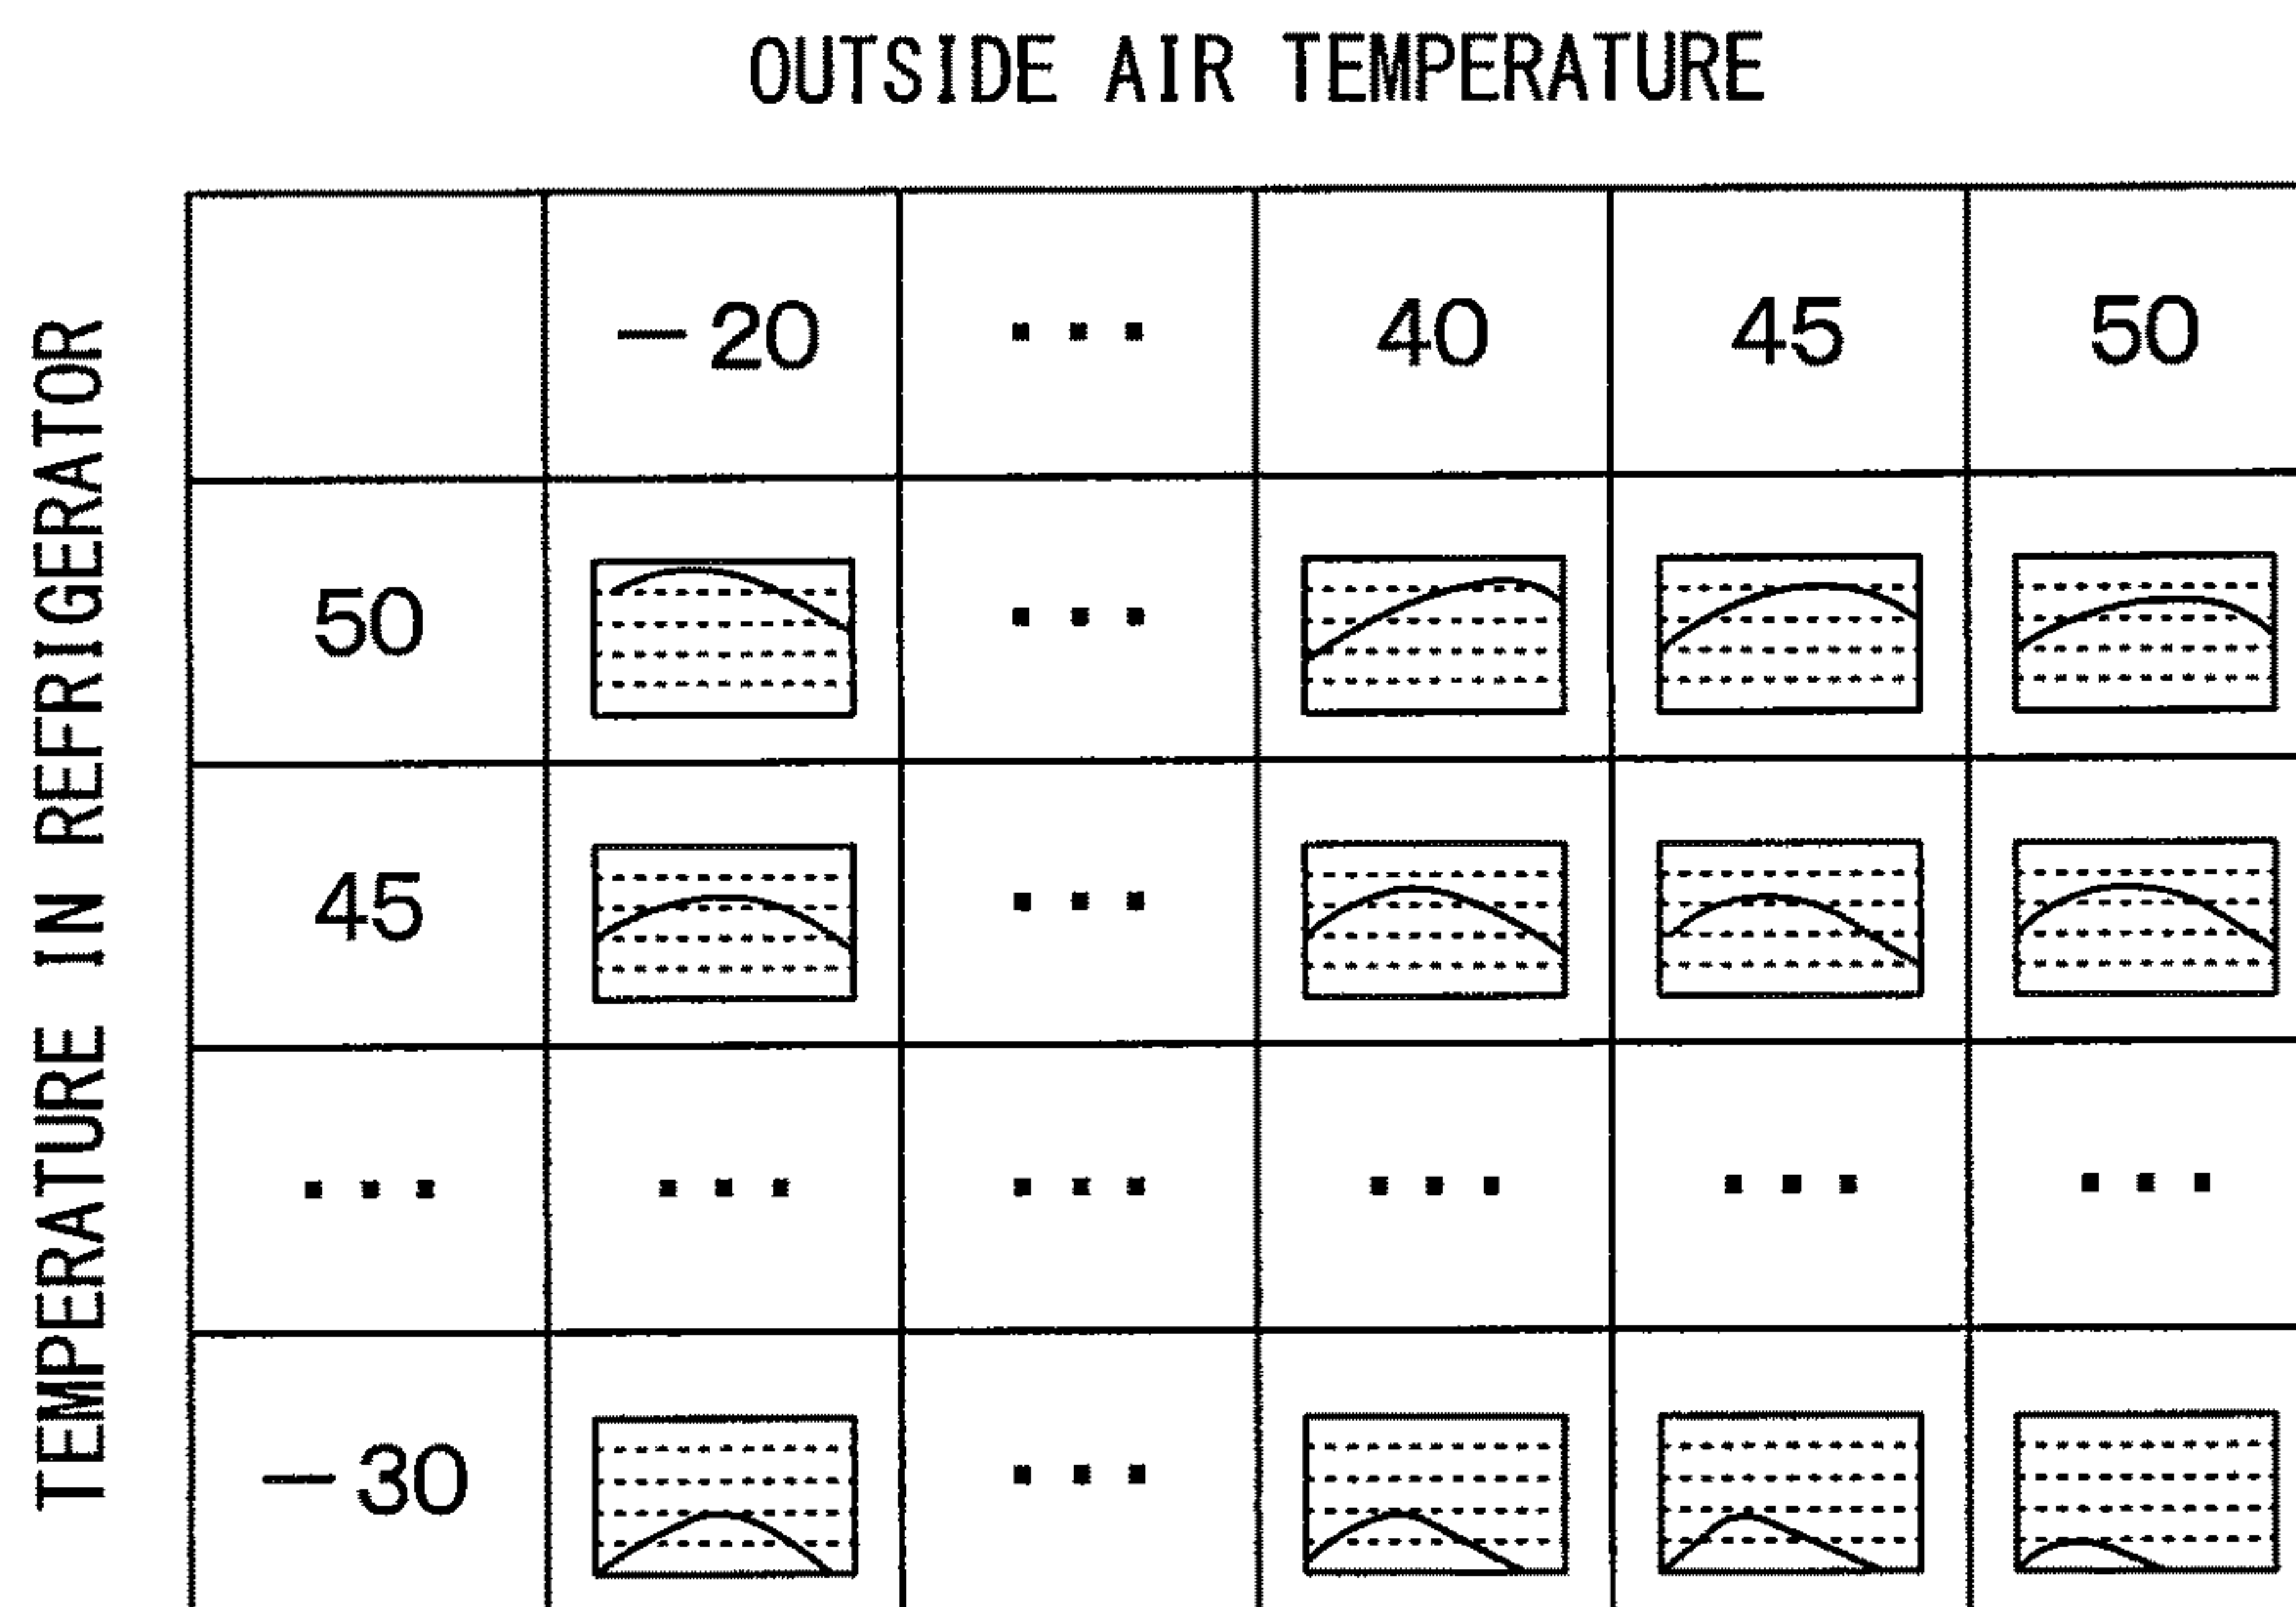 OUTSIDE AIR TEMPERATURE
TEMPERATURE IN REFRIGERATOR
−20 ··· 40 45 50
50 ···
45 ···
··· ··· ··· ··· ··· ···
−30 ···